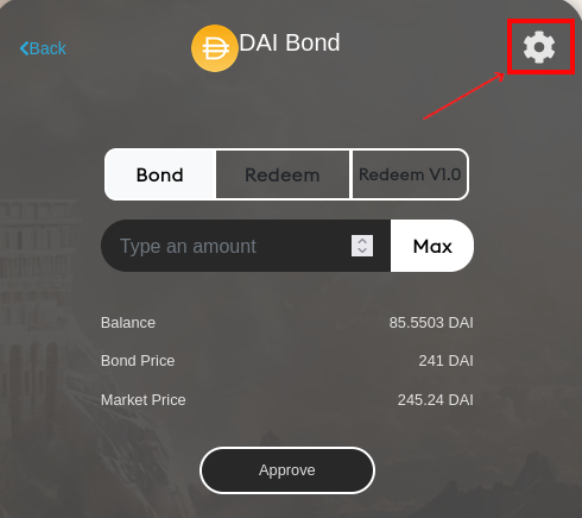 Back
DAI Bond
Bond Redeem Redeem V1.0
Type an amount Max
Balance 85.5503 DAI
Bond Price 241 DAI
Market Price 245.24 DAI
Approve